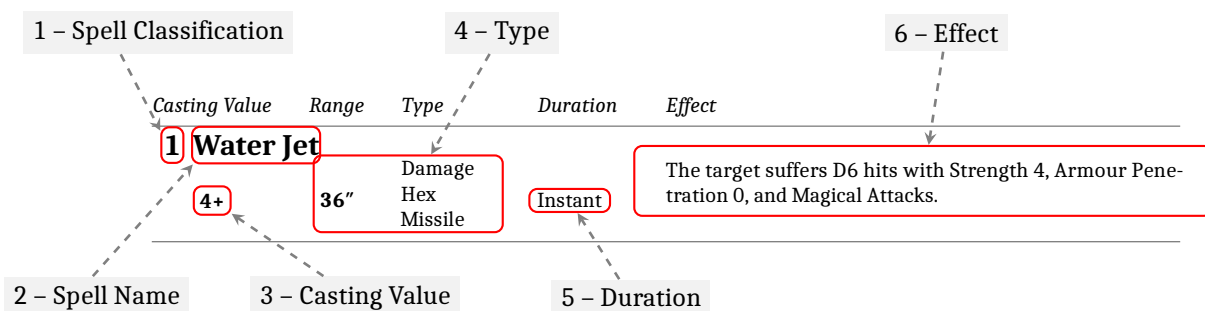 1 – Spell Classification
4 – Type
6 – Effect
Casting Value Range Type Duration Effect
1 Water Jet
4+
36″
Damage
Hex
Missile
Instant
The target suffers D6 hits with Strength 4, Armour Pene-
tration 0, and Magical Attacks.
2 – Spell Name
3 – Casting Value
5 – Duration